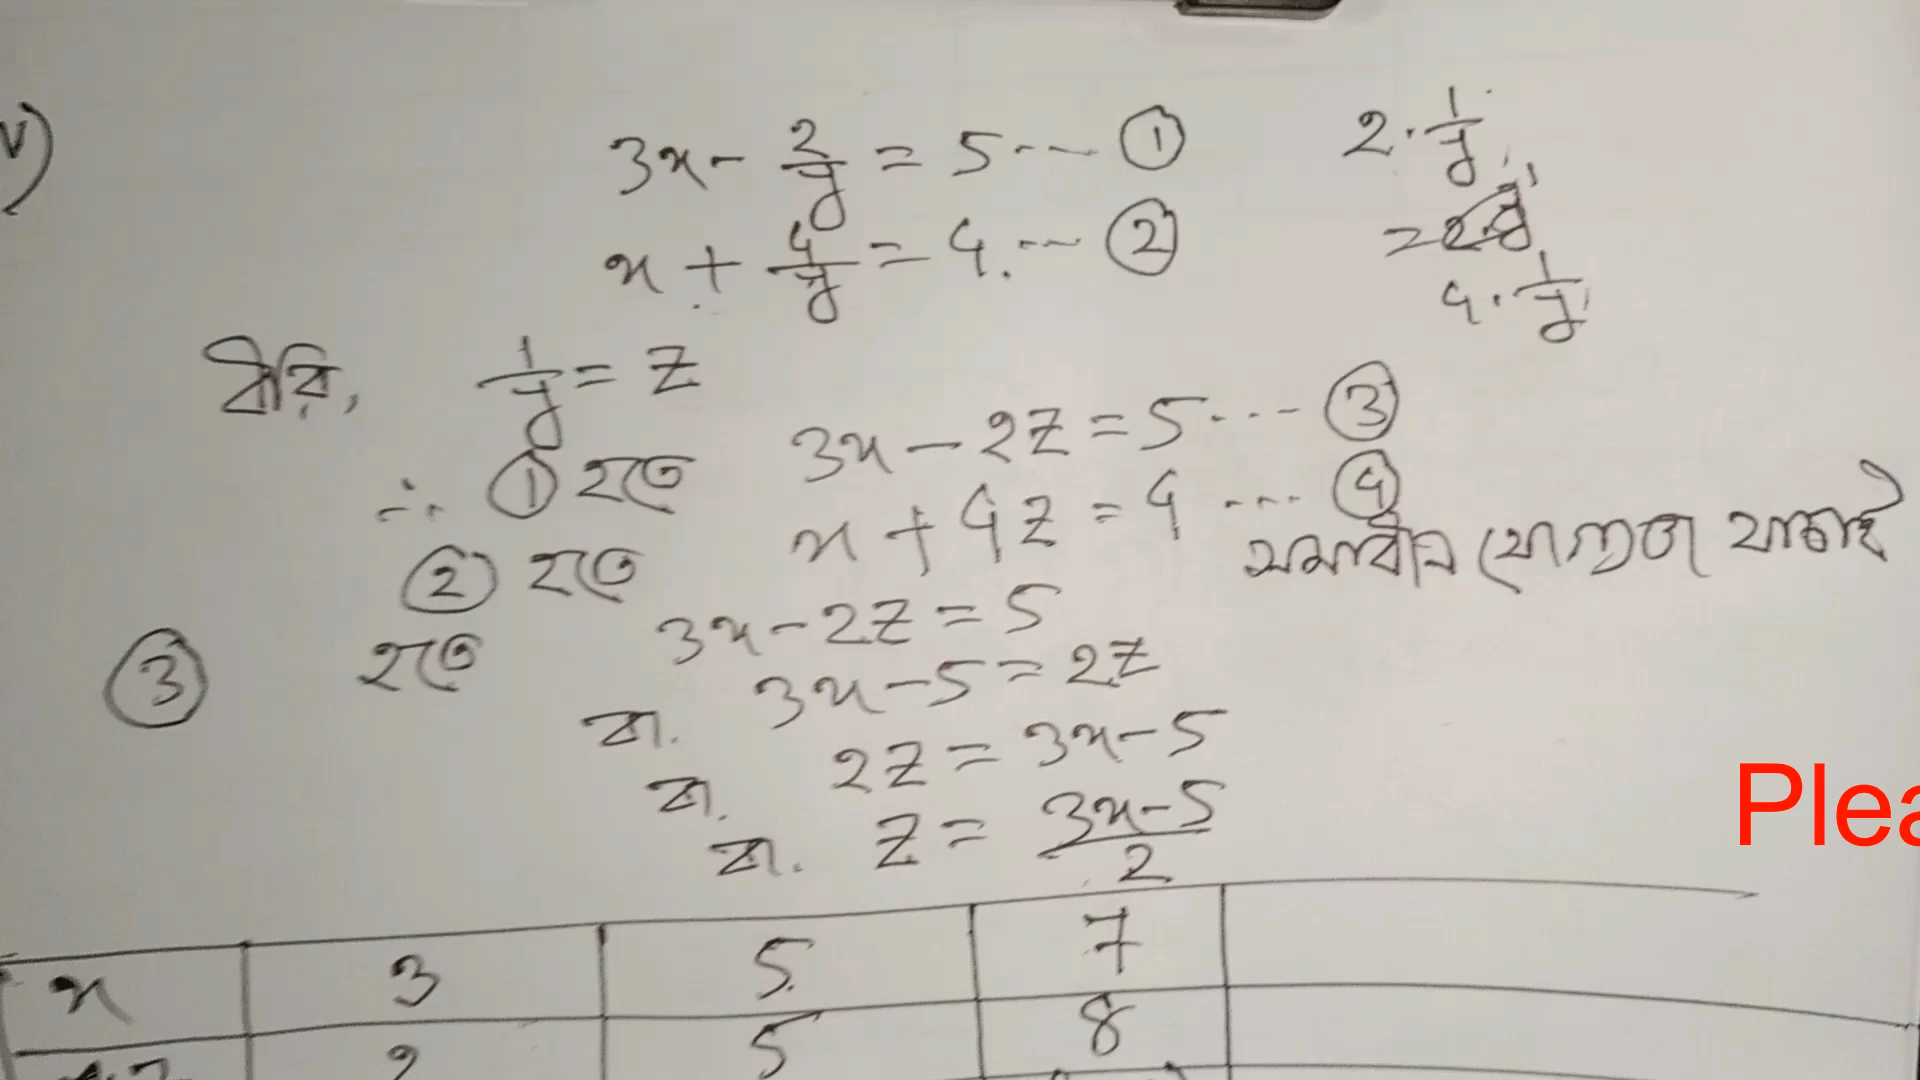 v)
3x - 2/y = 5 ... ①
x + 4/y = 4 ... ②
2 . 1/y
=
4 . 1/y
ধরি, 1/y = z
∴ ① হতে 3x - 2z = 5 ... ③
② হতে x + 4z = 4 ... ④
সমাধান যোগ্যতা যাচাই
③ হতে 3x - 2z = 5
বা. 3x - 5 = 2z
বা. 2z = 3x - 5
বা. z = 3x - 5 / 2
x 3 5 7
2 5 8
Plea